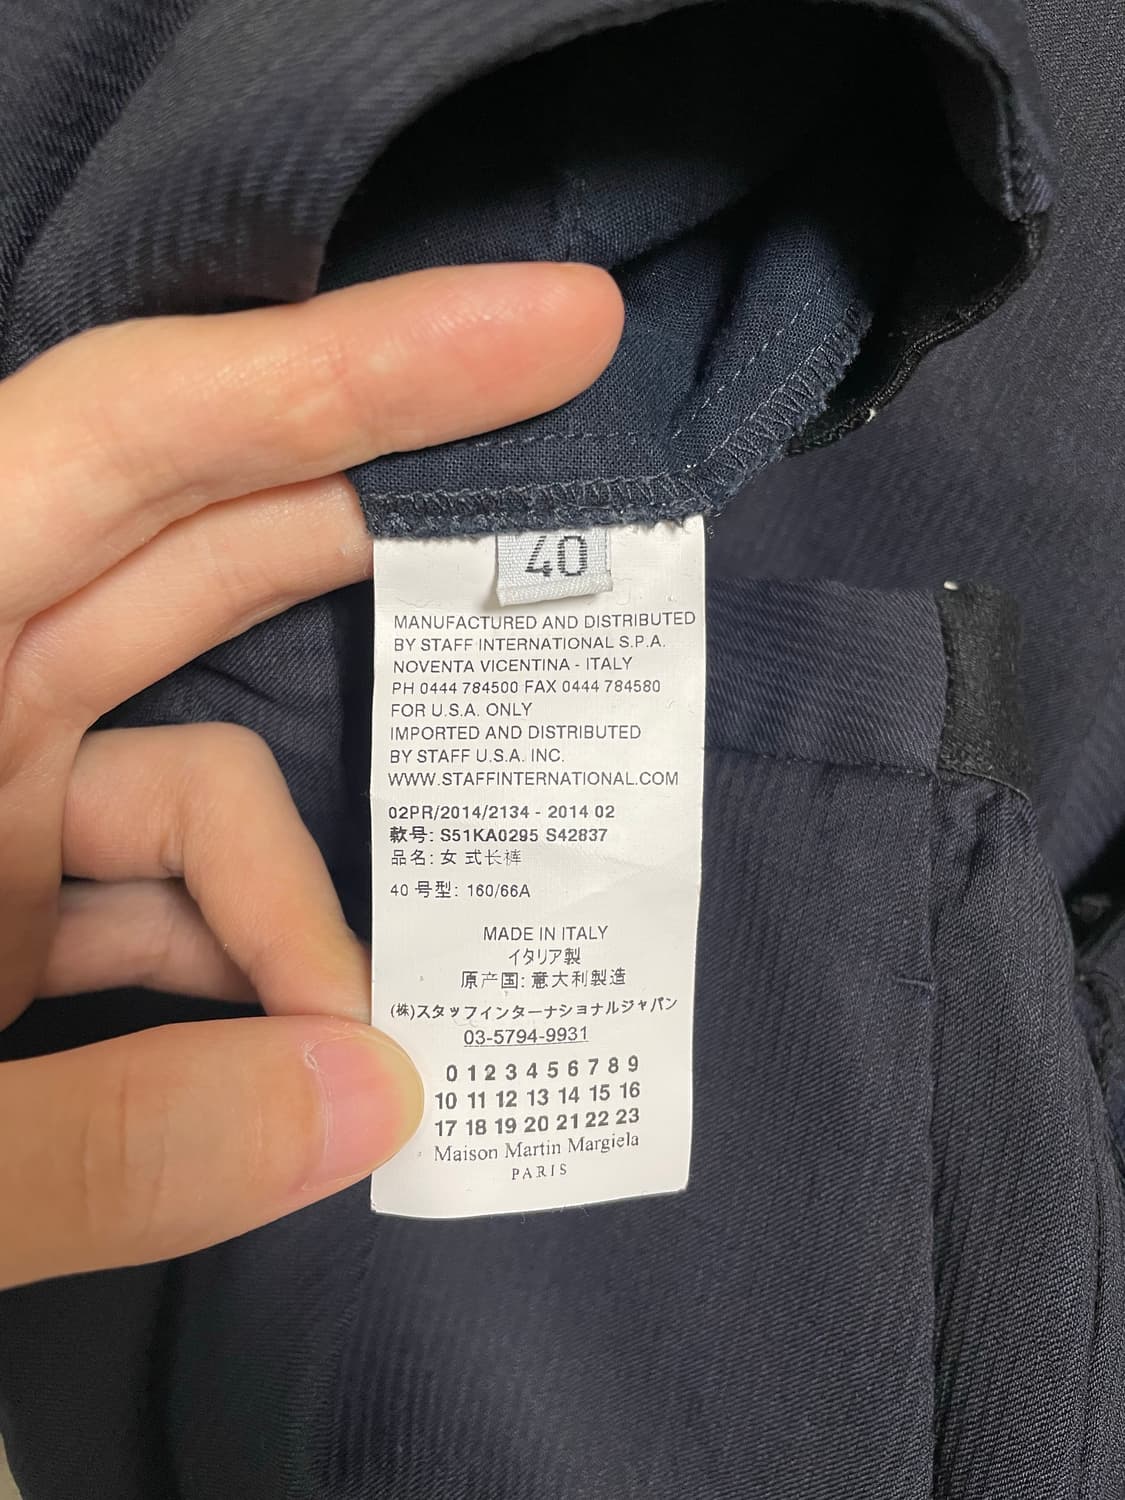 40
MANUFACTURED AND DISTRIBUTED
BY STAFF INTERNATIONAL S.P.A.
NOVENTA VICENTINA - ITALY
PH 0444 784500 FAX 0444 784580
FOR U.S.A. ONLY
IMPORTED AND DISTRIBUTED
BY STAFF U.S.A. INC.
WWW.STAFFINTERNATIONAL.COM
02PR/2014/2134 - 2014 02
款号: S51KA0295 S42837
品名: 女 式长裤
40 号型: 160/66A
MADE IN ITALY
イタリア製
原产国: 意大利製造
(株)スタッフインターナショナルジャパン
03-5794-9931
0 1 2 3 4 5 6 7 8 9
10 11 12 13 14 15 16
17 18 19 20 21 22 23
Maison Martin Margiela
PARIS